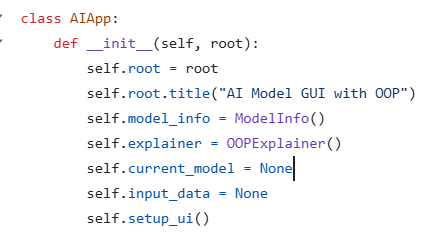 class AIApp:
    def __init__(self, root):
        self.root = root
        self.root.title("AI Model GUI with OOP")
        self.model_info = ModelInfo()
        self.explainer = OOPExplainer()
        self.current_model = None
        self.input_data = None
        self.setup_ui()